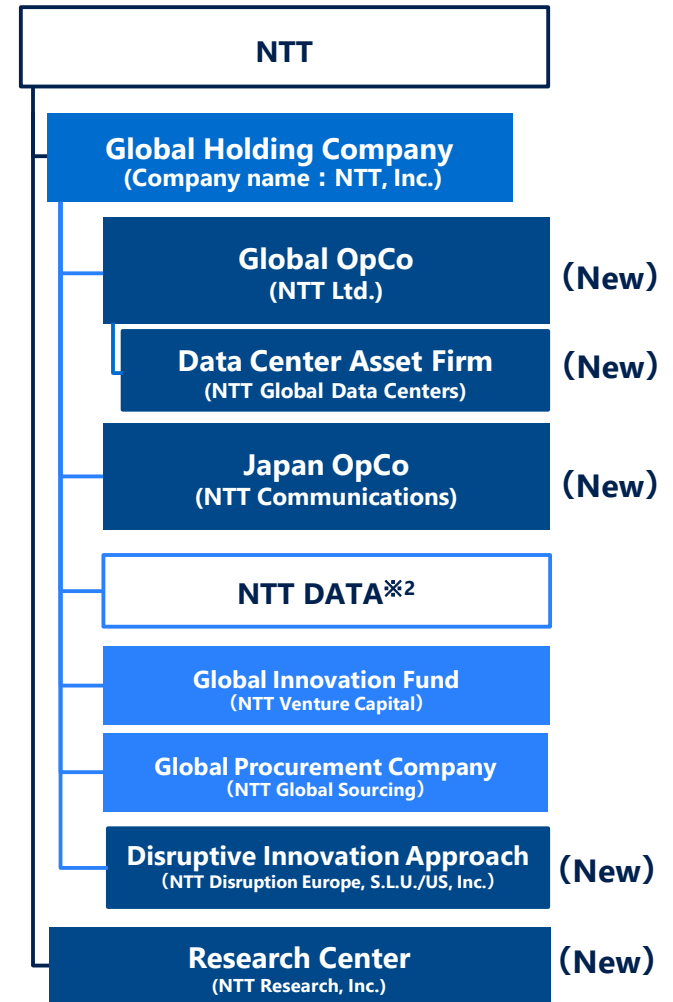 NTT
Global Holding Company
(Company name：NTT, Inc.)
Global OpCo
(NTT Ltd.)
（New）
Data Center Asset Firm
(NTT Global Data Centers)
（New）
Japan OpCo
(NTT Communications)
（New）
NTT DATA※2
Global Innovation Fund
（NTT Venture Capital）
Global Procurement Company
（NTT Global Sourcing）
Disruptive Innovation Approach
（NTT Disruption Europe, S.L.U./US, Inc.）
（New）
Research Center
(NTT Research, Inc.)
（New）